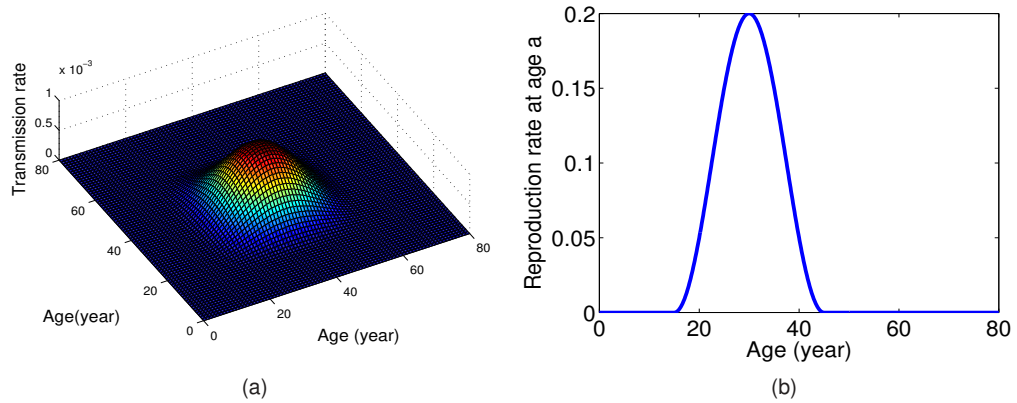 Transmission rate
x 10⁻³
1
0.5
0
80
60
40
20
0
0
20
40
60
80
Age(year)
Age (year)
(a)
Reproduction rate at age a
0.2
0.15
0.1
0.05
0
0 20 40 60 80
Age (year)
(b)